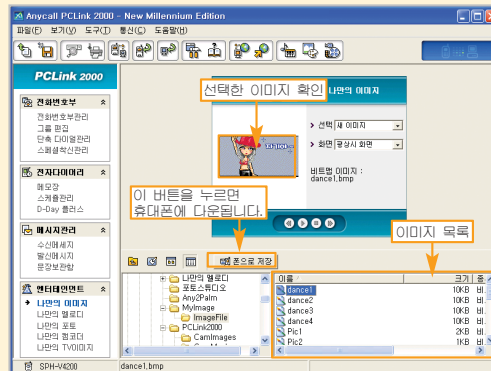 Anycall PCLink 2000 - New Millennium Edition
파일(F) 보기(V) 도구(T) 통신(C) 도움말(H)
PCLink 2000
전화번호부
전화번호부관리
그룹 편집
단축 다이얼관리
스페셜착신관리
전자다이어리
메모장
스케쥴관리
D-Day 플러스
메시지관리
수신메세지
발신메시지
문장보관함
엔터테인먼트
나만의 이미지
나만의 멜로디
나만의 포토
나만의 캠코더
나만의 TV이미지
선택한 이미지 확인
나만의 이미지
선택 새 이미지
화면 평상시 화면
비트맵 이미지 :
dance1.bmp
이 버튼을 누르면
휴대폰에 다운됩니다.
이미지 목록
폰으로 저장
나만의 멜로디
포토스튜디오
Any2Palm
MyImage
ImageFile
PCLink2000
CamImages
이름 크기 종
dance1 10KB 비.
dance2 10KB 비.
dance3 10KB 비.
dance4 10KB 비.
Pic1 2KB 비.
Pic2 1KB 비.
SPH-V4200 dance1.bmp